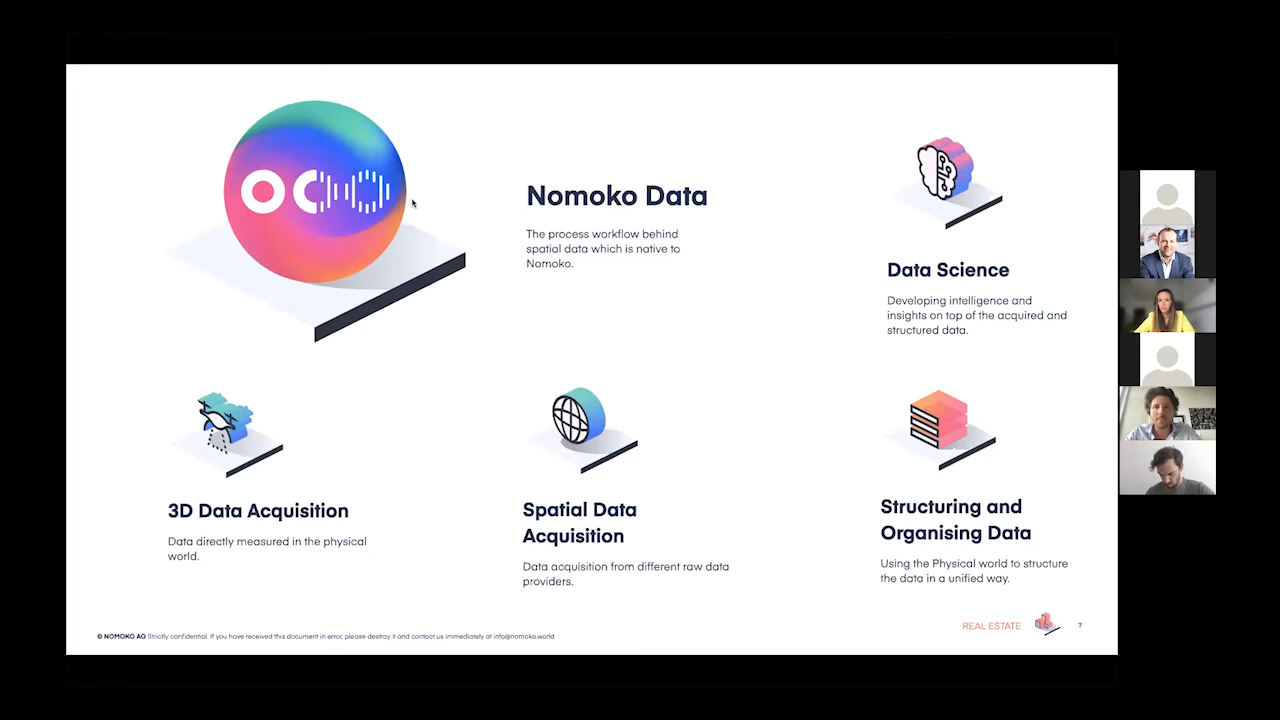 Nomoko Data
The process workflow behind
spatial data which is native to
Nomoko.
Data Science
Developing intelligence and
insights on top of the acquired and
structured data.
3D Data Acquisition
Data directly measured in the physical
world.
Spatial Data
Acquisition
Data acquisition from different raw data
providers.
Structuring and
Organising Data
Using the Physical world to structure
the data in a unified way.
© NOMOKO AG Strictly confidential. If you have received this document in error, please destroy it and contact us immediately at info@nomoko.world
REAL ESTATE
7